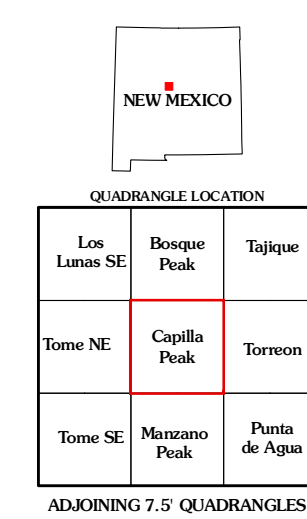 NEW MEXICO
QUADRANGLE LOCATION
Los
Lunas SE
Bosque
Peak
Tajique
Tome NE
Capilla
Peak
Torreon
Tome SE
Manzano
Peak
Punta
de Agua
ADJOINING 7.5' QUADRANGLES